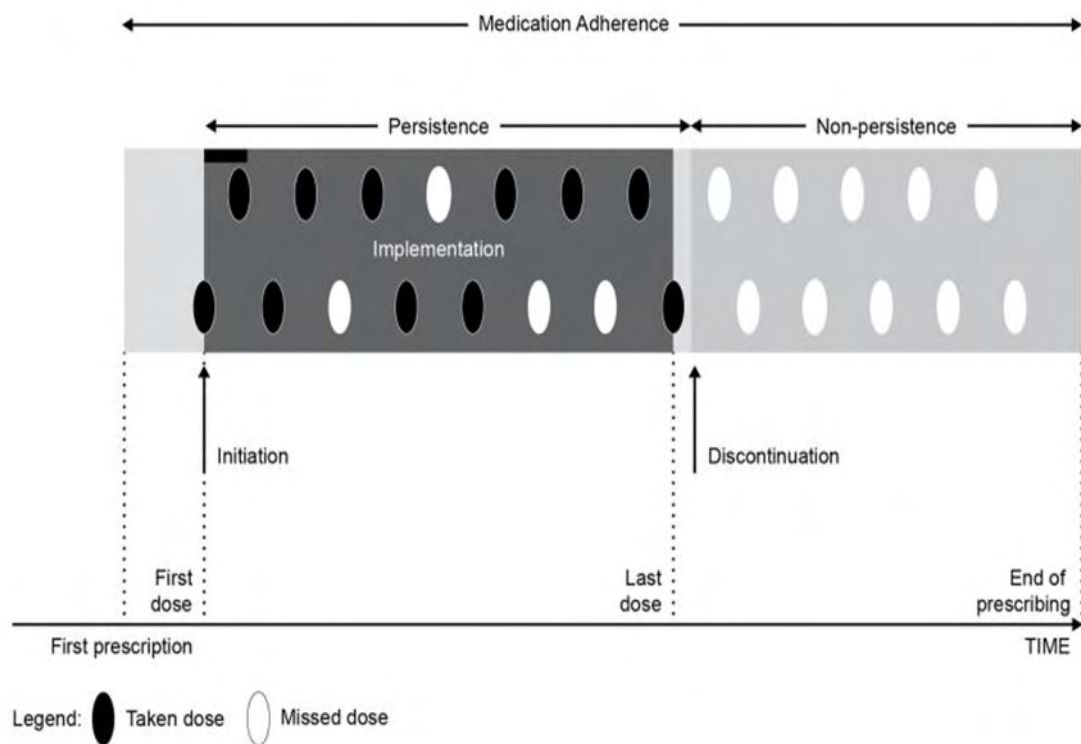 Medication Adherence
Persistence
Non-persistence
Implementation
Initiation
Discontinuation
First
dose
Last
dose
End of
prescribing
First prescription
TIME
Legend: Taken dose Missed dose